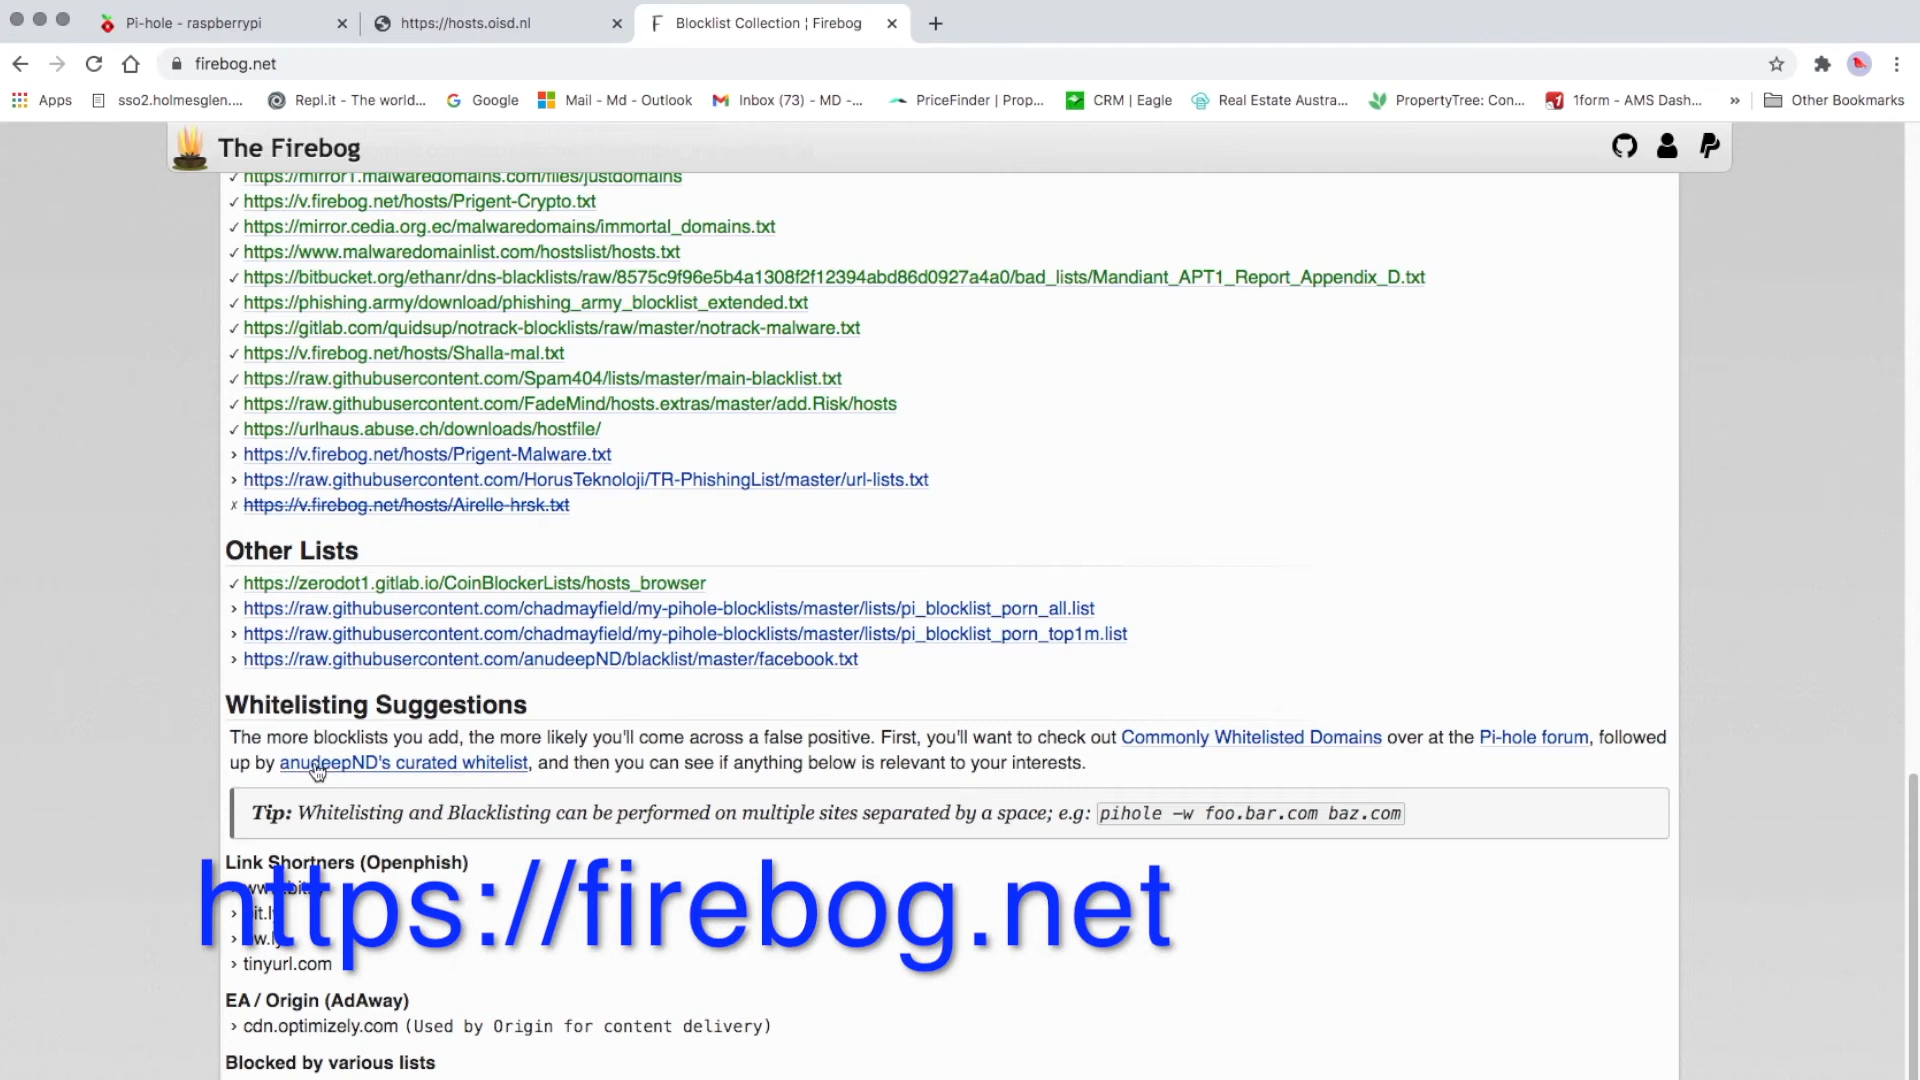 Pi-hole - raspberrypi
https://hosts.oisd.nl
Blocklist Collection ¦ Firebog
firebog.net
Apps
sso2.holmesglen....
Repl.it - The world...
Google
Mail - Md - Outlook
Inbox (73) - MD -...
PriceFinder | Prop...
CRM | Eagle
Real Estate Austra...
PropertyTree: Con...
1form - AMS Dash...
»
Other Bookmarks
The Firebog
✓ https://mirror1.malwaredomains.com/files/justdomains
✓ https://v.firebog.net/hosts/Prigent-Crypto.txt
✓ https://mirror.cedia.org.ec/malwaredomains/immortal_domains.txt
✓ https://www.malwaredomainlist.com/hostslist/hosts.txt
✓ https://bitbucket.org/ethanr/dns-blacklists/raw/8575c9f96e5b4a1308f2f12394abd86d0927a4a0/bad_lists/Mandiant_APT1_Report_Appendix_D.txt
✓ https://phishing.army/download/phishing_army_blocklist_extended.txt
✓ https://gitlab.com/quidsup/notrack-blocklists/raw/master/notrack-malware.txt
✓ https://v.firebog.net/hosts/Shalla-mal.txt
✓ https://raw.githubusercontent.com/Spam404/lists/master/main-blacklist.txt
✓ https://raw.githubusercontent.com/FadeMind/hosts.extras/master/add.Risk/hosts
✓ https://urlhaus.abuse.ch/downloads/hostfile/
› https://v.firebog.net/hosts/Prigent-Malware.txt
› https://raw.githubusercontent.com/HorusTeknoloji/TR-PhishingList/master/url-lists.txt
✗ https://v.firebog.net/hosts/Airelle-hrsk.txt
Other Lists
✓ https://zerodot1.gitlab.io/CoinBlockerLists/hosts_browser
› https://raw.githubusercontent.com/chadmayfield/my-pihole-blocklists/master/lists/pi_blocklist_porn_all.list
› https://raw.githubusercontent.com/chadmayfield/my-pihole-blocklists/master/lists/pi_blocklist_porn_top1m.list
› https://raw.githubusercontent.com/anudeepND/blacklist/master/facebook.txt
Whitelisting Suggestions
The more blocklists you add, the more likely you'll come across a false positive. First, you'll want to check out Commonly Whitelisted Domains over at the Pi-hole forum, followed
up by anudeepND's curated whitelist, and then you can see if anything below is relevant to your interests.
Tip: Whitelisting and Blacklisting can be performed on multiple sites separated by a space; e.g: pihole -w foo.bar.com baz.com
Link Shortners (Openphish)
https://firebog.net
› tinyurl.com
EA / Origin (AdAway)
› cdn.optimizely.com (Used by Origin for content delivery)
Blocked by various lists